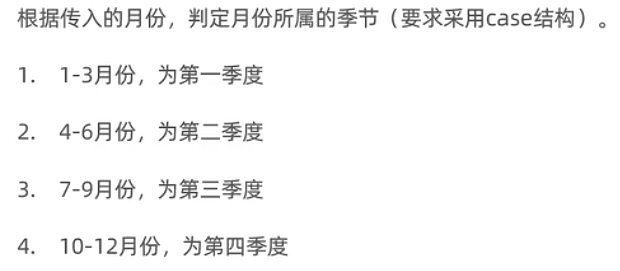 根据传入的月份，判定月份所属的季节（要求采用case结构）。
1. 1-3月份，为第一季度
2. 4-6月份，为第二季度
3. 7-9月份，为第三季度
4. 10-12月份，为第四季度